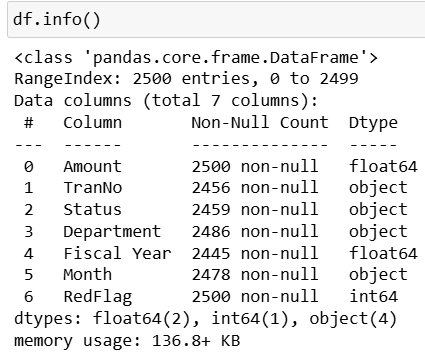 df.info()
<class 'pandas.core.frame.DataFrame'>
RangeIndex: 2500 entries, 0 to 2499
Data columns (total 7 columns):
 #   Column       Non-Null Count  Dtype
---  ------       --------------  -----
 0   Amount       2500 non-null   float64
 1   TranNo       2456 non-null   object
 2   Status       2459 non-null   object
 3   Department   2486 non-null   object
 4   Fiscal Year  2445 non-null   float64
 5   Month        2478 non-null   object
 6   RedFlag      2500 non-null   int64
dtypes: float64(2), int64(1), object(4)
memory usage: 136.8+ KB